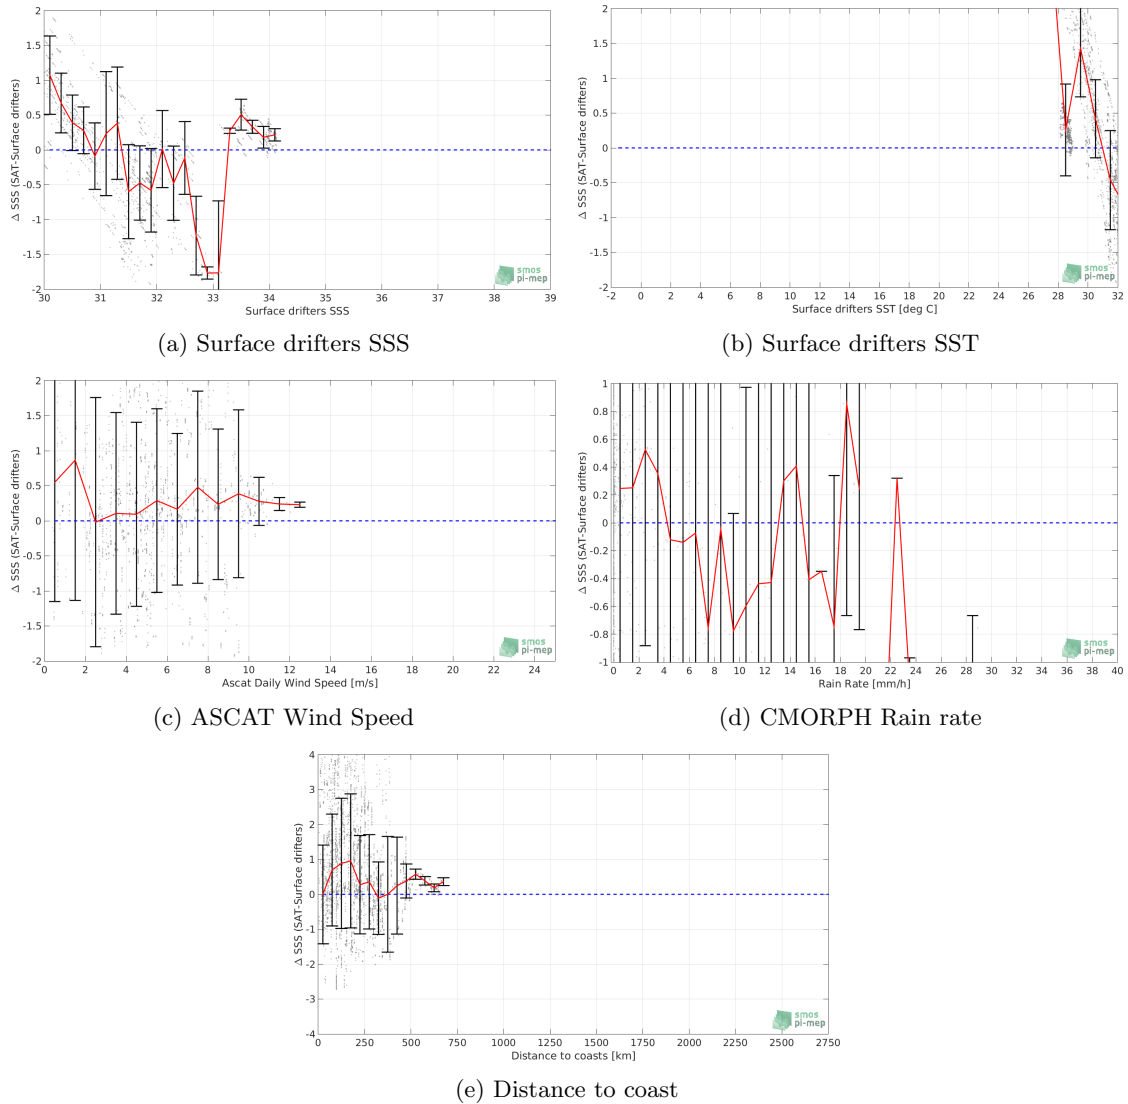 2
1.5
1
0.5
0
-0.5
-1
-1.5
-2
30 31 32 33 34 35 36 37 38 39
Δ SSS (SAT-Surface drifters)
Surface drifters SSS
smos
pi-mep
(a) Surface drifters SSS
2
1.5
1
0.5
0
-0.5
-1
-1.5
-2
-2 0 2 4 6 8 10 12 14 16 18 20 22 24 26 28 30 32
Δ SSS (SAT-Surface drifters)
Surface drifters SST [deg C]
smos
pi-mep
(b) Surface drifters SST
2
1.5
1
0.5
0
-0.5
-1
-1.5
-2
0 2 4 6 8 10 12 14 16 18 20 22 24
Δ SSS (SAT-Surface drifters)
Ascat Daily Wind Speed [m/s]
smos
pi-mep
(c) ASCAT Wind Speed
1
0.8
0.6
0.4
0.2
0
-0.2
-0.4
-0.6
-0.8
-1
0 2 4 6 8 10 12 14 16 18 20 22 24 26 28 30 32 34 36 38 40
Δ SSS (SAT-Surface drifters)
Rain Rate [mm/h]
smos
pi-mep
(d) CMORPH Rain rate
4
3
2
1
0
-1
-2
-3
-4
0 250 500 750 1000 1250 1500 1750 2000 2250 2500 2750
Δ SSS (SAT-Surface drifters)
Distance to coasts [km]
smos
pi-mep
(e) Distance to coast